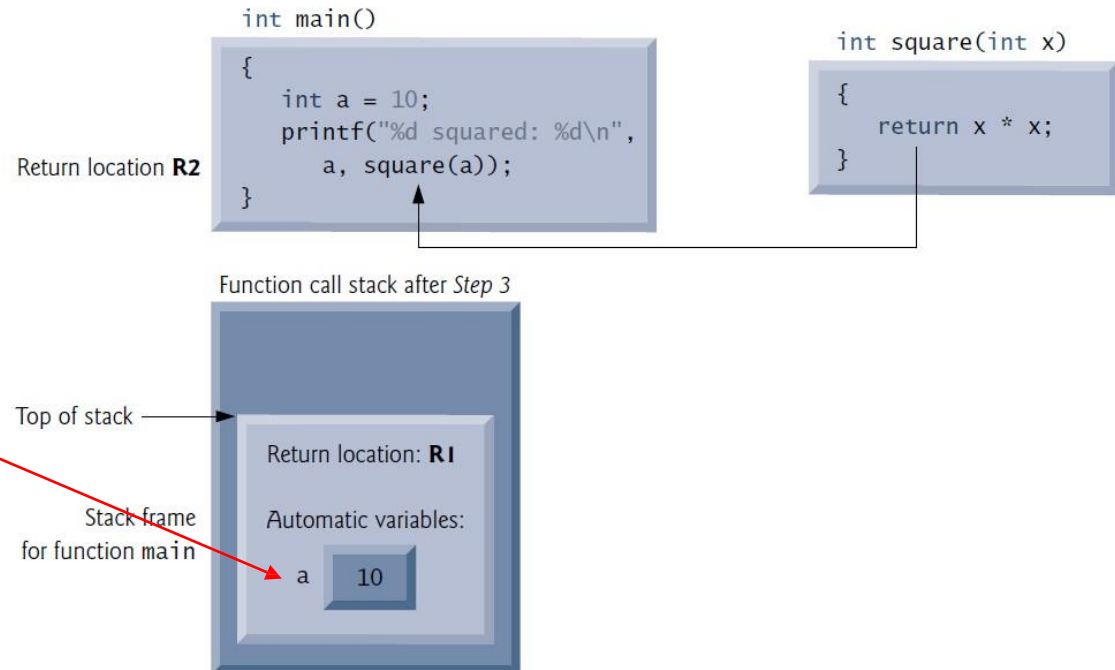 int main()
{
int a = 10;
printf("%d squared: %d\n",
a, square(a));
}
Return location R2
int square(int x)
{
return x * x;
}
Function call stack after Step 3
Top of stack
Return location: R1
Stack frame
for function main
Automatic variables:
a 10